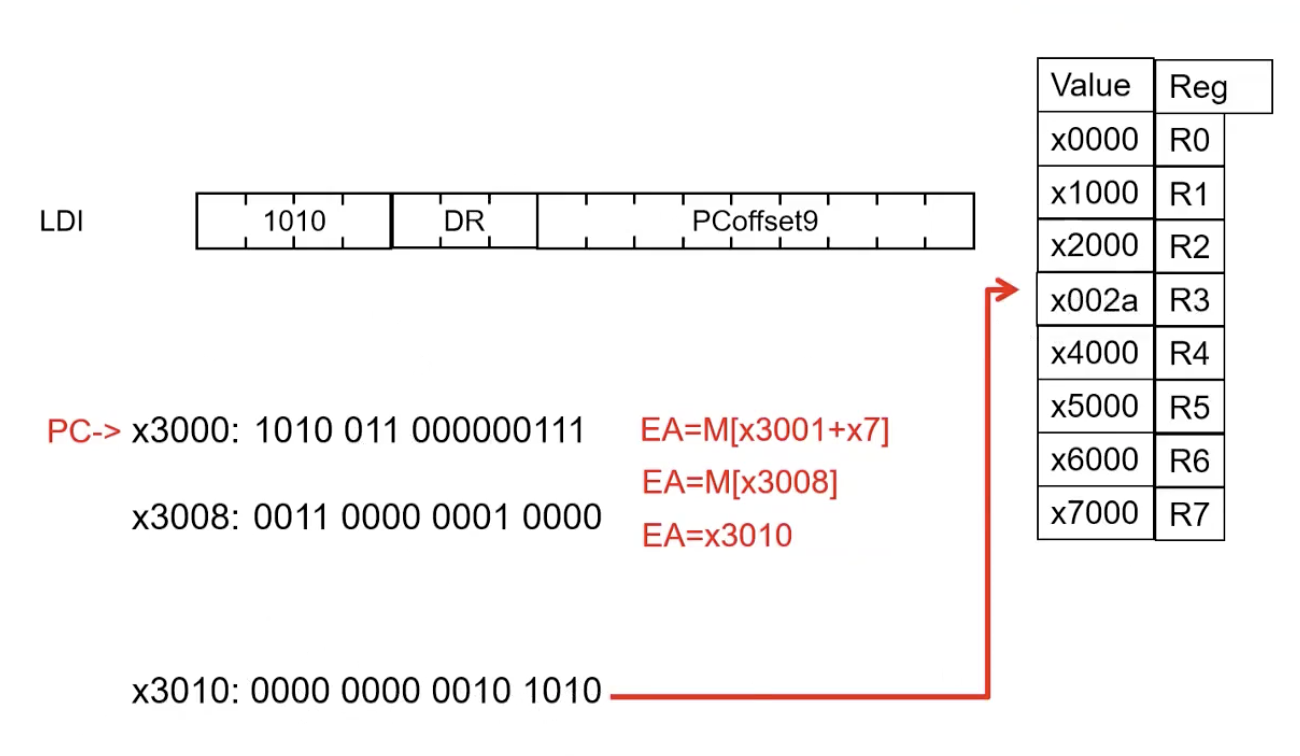 Value Reg
x0000 R0
x1000 R1
LDI 1010 DR PCoffset9
x2000 R2
x002a R3
x4000 R4
x5000 R5
PC-> x3000: 1010 011 000000111 EA=M[x3001+x7]
x6000 R6
EA=M[x3008]
x7000 R7
x3008: 0011 0000 0001 0000
EA=x3010
x3010: 0000 0000 0010 1010